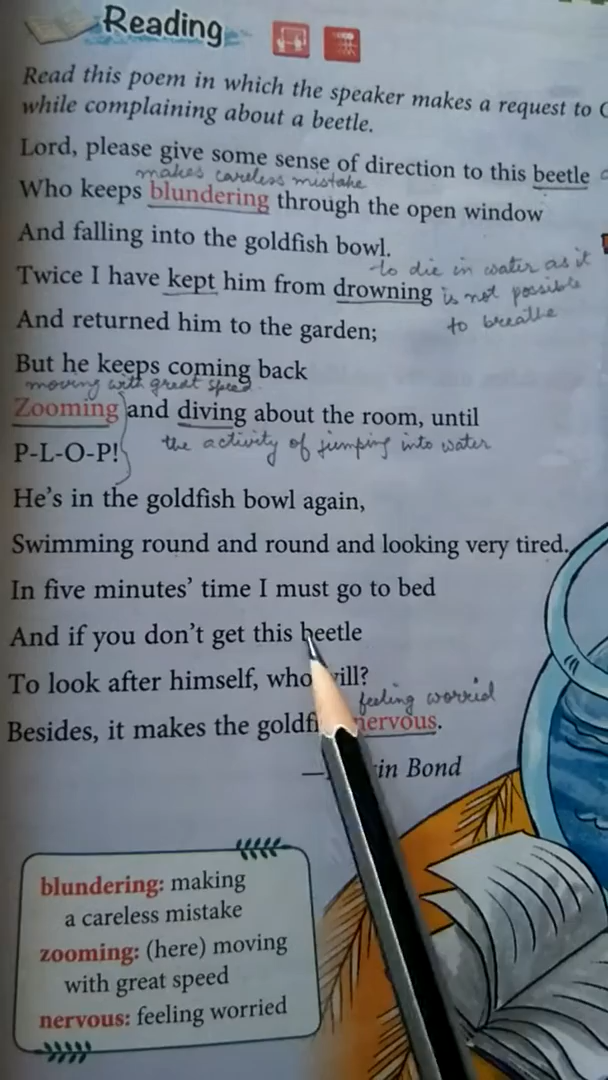 Reading
Read this poem in which the speaker makes a request to
while complaining about a beetle.
Lord, please give some sense of direction to this beetle
makes careless mistake
Who keeps blundering through the open window
And falling into the goldfish bowl.
to die in water as it
Twice I have kept him from drowning is not possible
And returned him to the garden; to breathe
But he keeps coming back
moving with great speed
Zooming and diving about the room, until
P-L-O-P! the activity of jumping into water
He's in the goldfish bowl again,
Swimming round and round and looking very tired.
In five minutes' time I must go to bed
And if you don't get this beetle
To look after himself, who will?
feeling worried
Besides, it makes the goldfi nervous.
in Bond
blundering: making
a careless mistake
zooming: (here) moving
with great speed
nervous: feeling worried